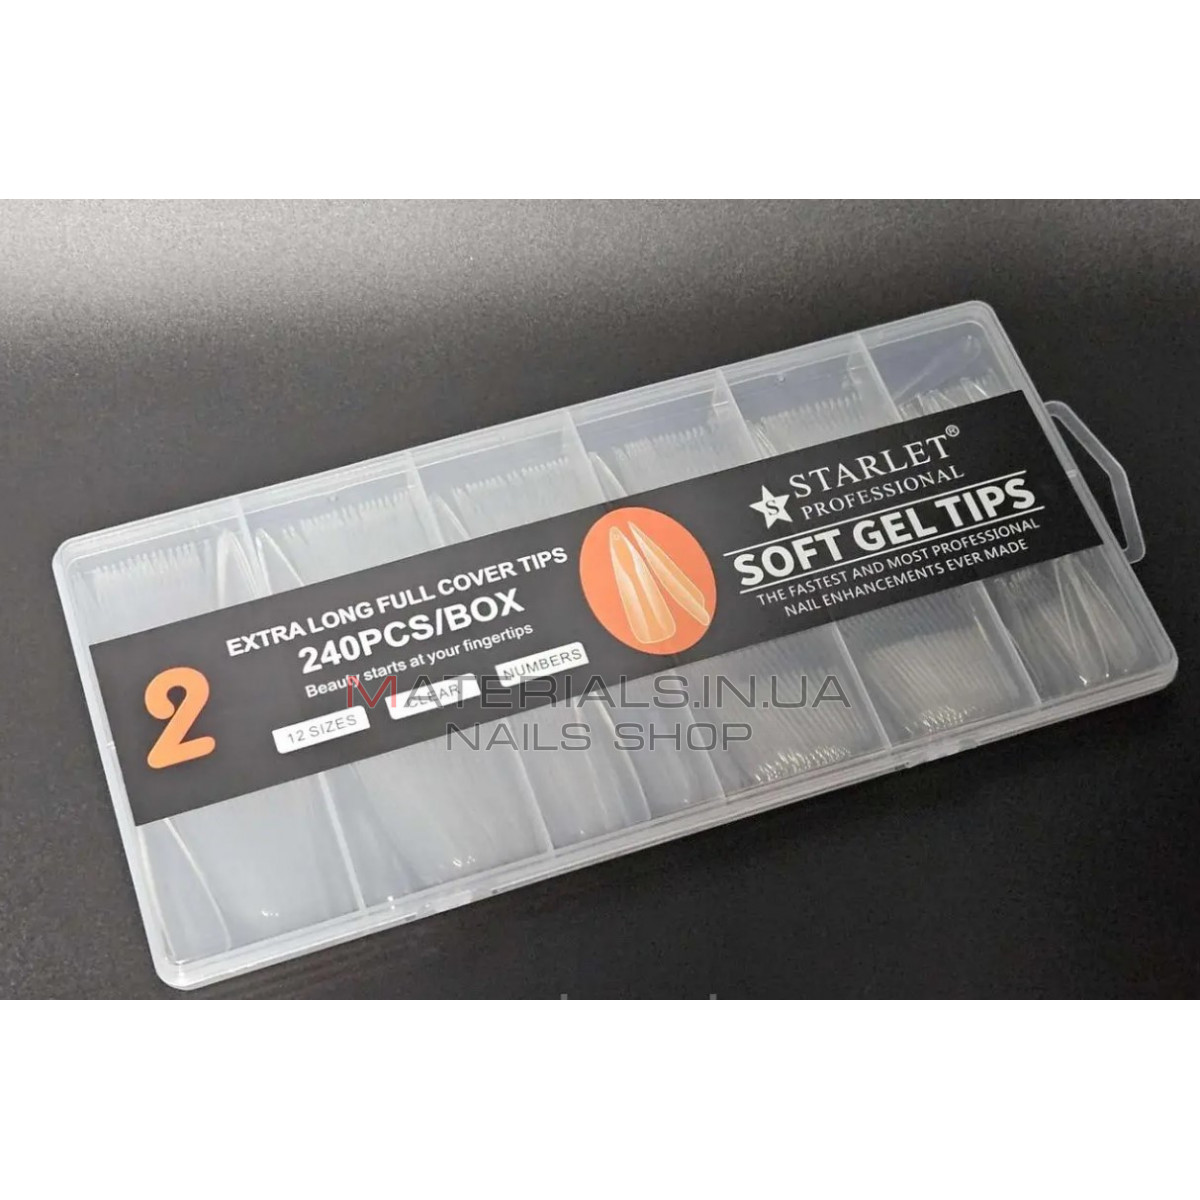 STARLET®
S
PROFESSIONAL
SOFT GEL TIPS
THE FASTEST AND MOST PROFESSIONAL
NAIL ENHANCEMENTS EVER MADE
EXTRA LONG FULL COVER TIPS
240PCS/BOX
Beauty starts at your fingertips
2
12 SIZES
CLEAR
NUMBERS
MATERIALS.IN.UA
NAILS SHOP